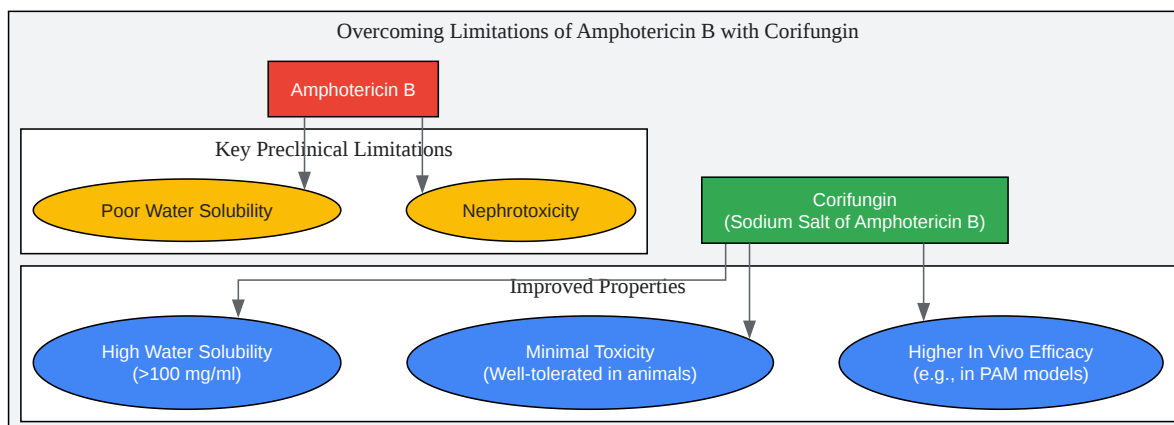 Overcoming Limitations of Amphotericin B with Corifungin
Amphotericin B
Key Preclinical Limitations
Poor Water Solubility
Nephrotoxicity
Corifungin
(Sodium Salt of Amphotericin B)
Improved Properties
High Water Solubility
(>100 mg/ml)
Minimal Toxicity
(Well-tolerated in animals)
Higher In Vivo Efficacy
(e.g., in PAM models)